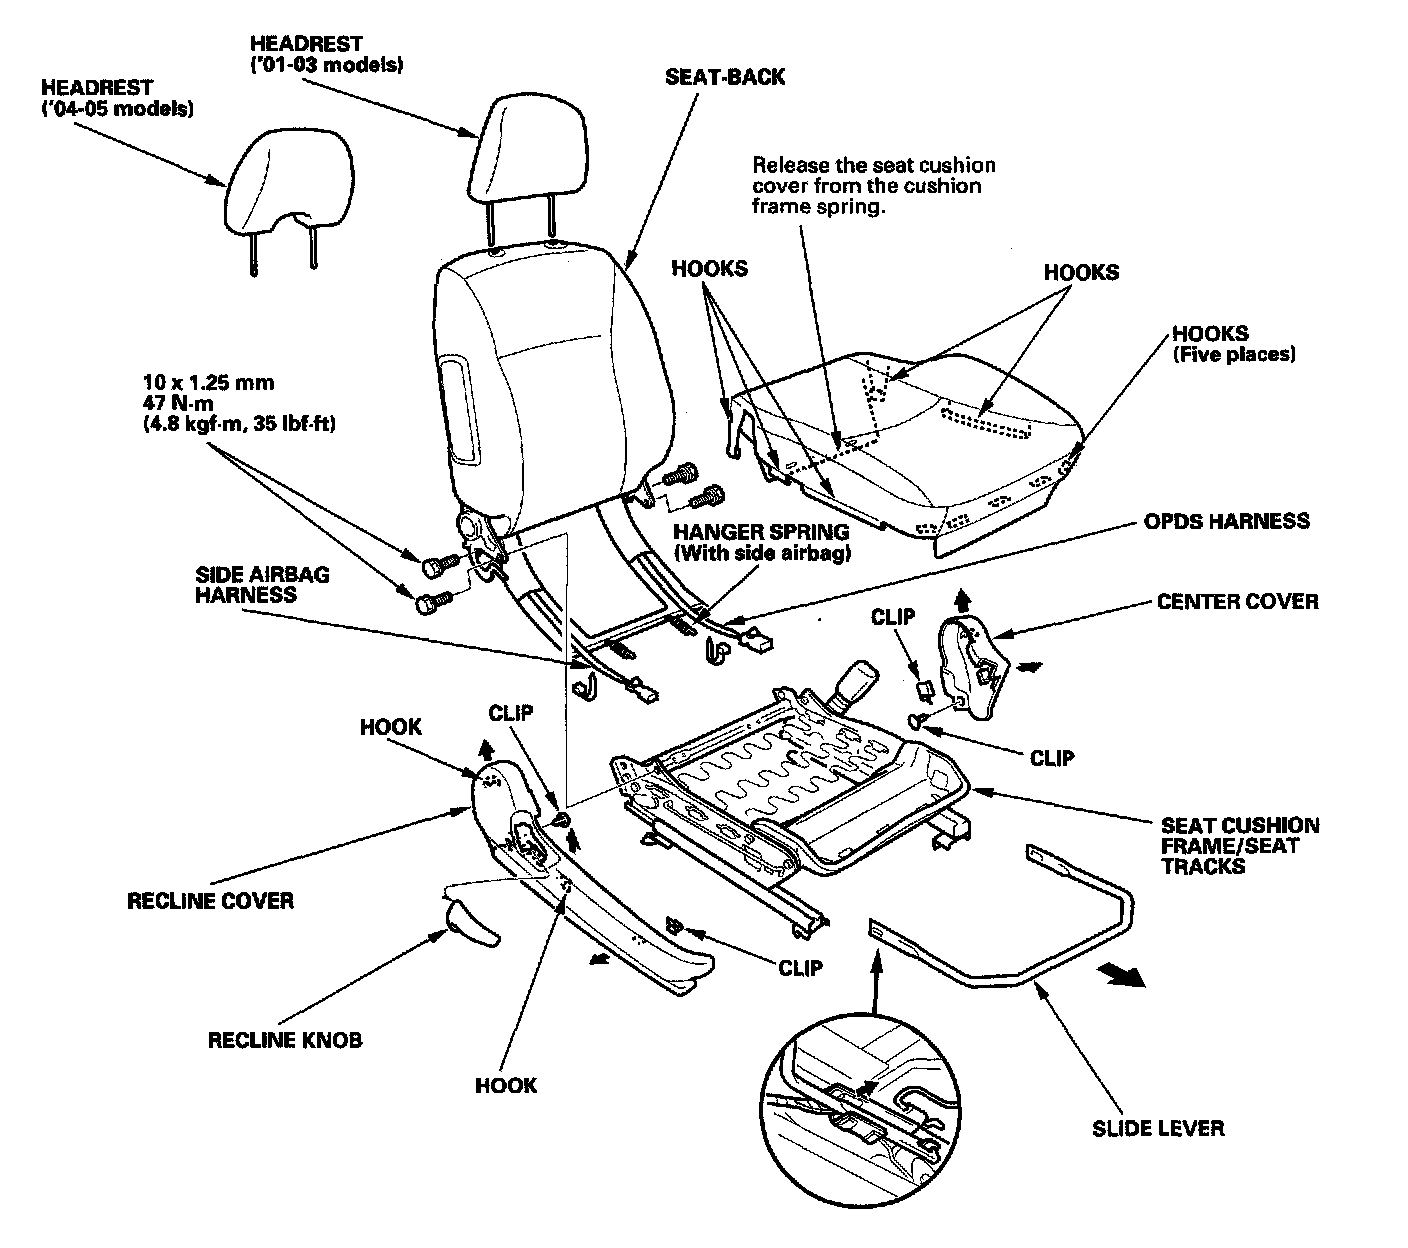 HEADREST
('01-03 models)
HEADREST
('04-05 models)
SEAT-BACK
Release the seat cushion
cover from the cushion
frame spring.
HOOKS
HOOKS
HOOKS
(Five places)
10 x 1.25 mm
47 N·m
(4.8 kgf·m, 35 lbf·ft)
HANGER SPRING
(With side airbag)
OPDS HARNESS
SIDE AIRBAG
HARNESS
CENTER COVER
CLIP
CLIP
HOOK
CLIP
SEAT CUSHION
FRAME/SEAT
TRACKS
RECLINE COVER
CLIP
RECLINE KNOB
HOOK
SLIDE LEVER